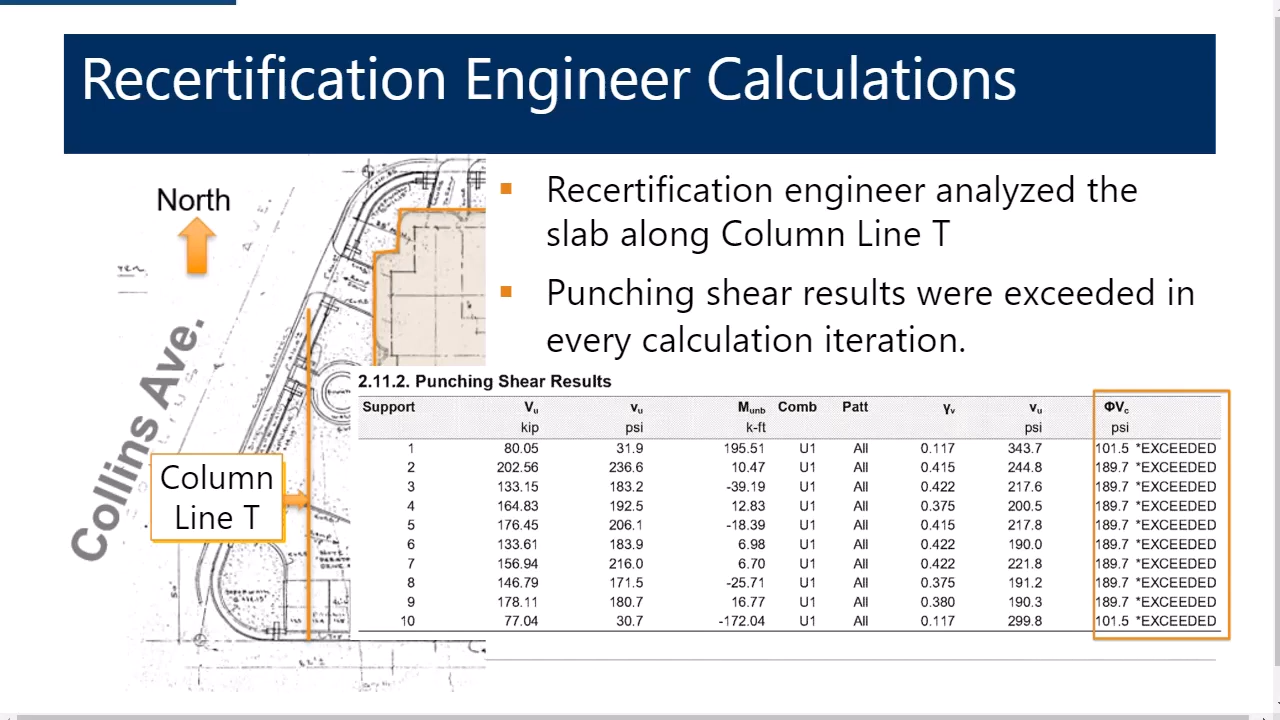 Recertification Engineer Calculations
North
▪ Recertification engineer analyzed the
slab along Column Line T
▪ Punching shear results were exceeded in
every calculation iteration.
Collins Ave.
AVE.
Column
Line T
2.11.2. Punching Shear Results
Support Vu vu Munb Comb Patt γv vu ΦVc
kip psi k-ft psi psi
1 80.05 31.9 195.51 U1 All 0.117 343.7 101.5 *EXCEEDED
2 202.56 236.6 10.47 U1 All 0.415 244.8 189.7 *EXCEEDED
3 133.15 183.2 -39.19 U1 All 0.422 217.6 189.7 *EXCEEDED
4 164.83 192.5 12.83 U1 All 0.375 200.5 189.7 *EXCEEDED
5 176.45 206.1 -18.39 U1 All 0.415 217.8 189.7 *EXCEEDED
6 133.61 183.9 6.98 U1 All 0.422 190.0 189.7 *EXCEEDED
7 156.94 216.0 6.70 U1 All 0.422 221.8 189.7 *EXCEEDED
8 146.79 171.5 -25.71 U1 All 0.375 191.2 189.7 *EXCEEDED
9 178.11 180.7 16.77 U1 All 0.380 190.3 189.7 *EXCEEDED
10 77.04 30.7 -172.04 U1 All 0.117 299.8 101.5 *EXCEEDED